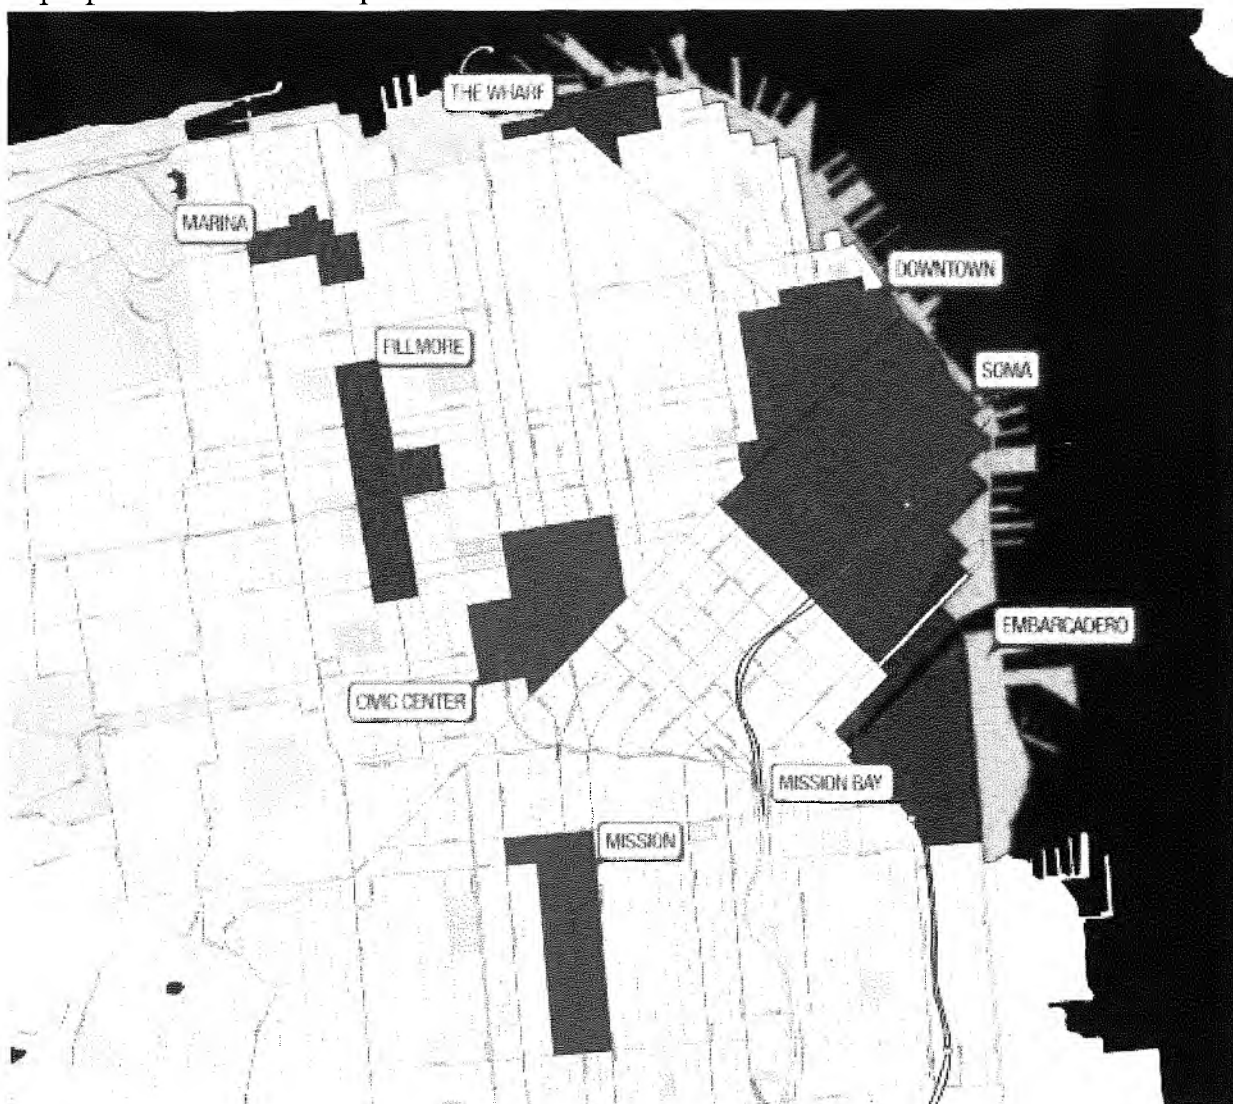 THE WHARF
MARINA
DOWNTOWN
FILLMORE
SOMA
EMBARCADERO
CIVIC CENTER
MISSION BAY
MISSION